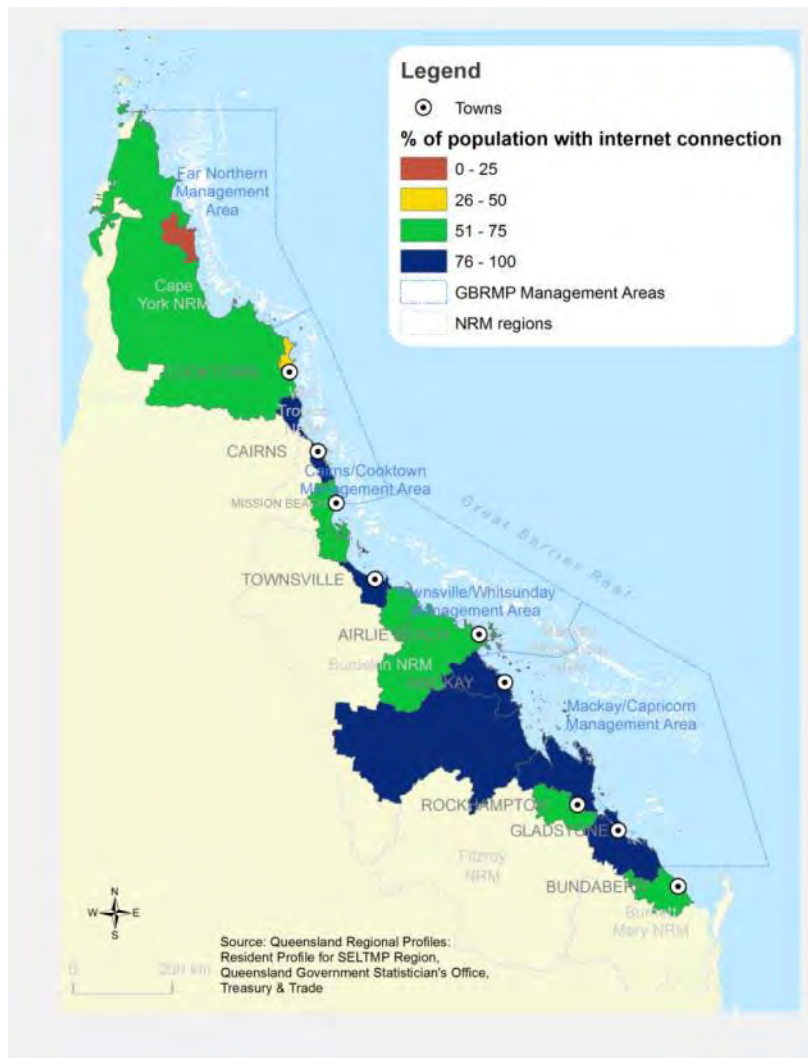 Legend
Towns
% of population with internet connection
0 - 25
26 - 50
51 - 75
76 - 100
GBRMP Management Areas
NRM regions
Far Northern
Management
Area
Cape
York NRM
CAIRNS
Cairns/Cooktown
Management Area
MISSION BEACH
Great Barrier Reef
TOWNSVILLE
Townsville/Whitsunday
Management Area
AIRLIE BEACH
Burdekin NRM
MACKAY
Mackay/Capricorn
Management Area
ROCKHAMPTON
GLADSTONE
Fitzroy
NRM
BUNDABERG
Burnett
Mary NRM
N
W E
S
0 200 km
Source: Queensland Regional Profiles:
Resident Profile for SELTMP Region,
Queensland Government Statistician's Office,
Treasury & Trade